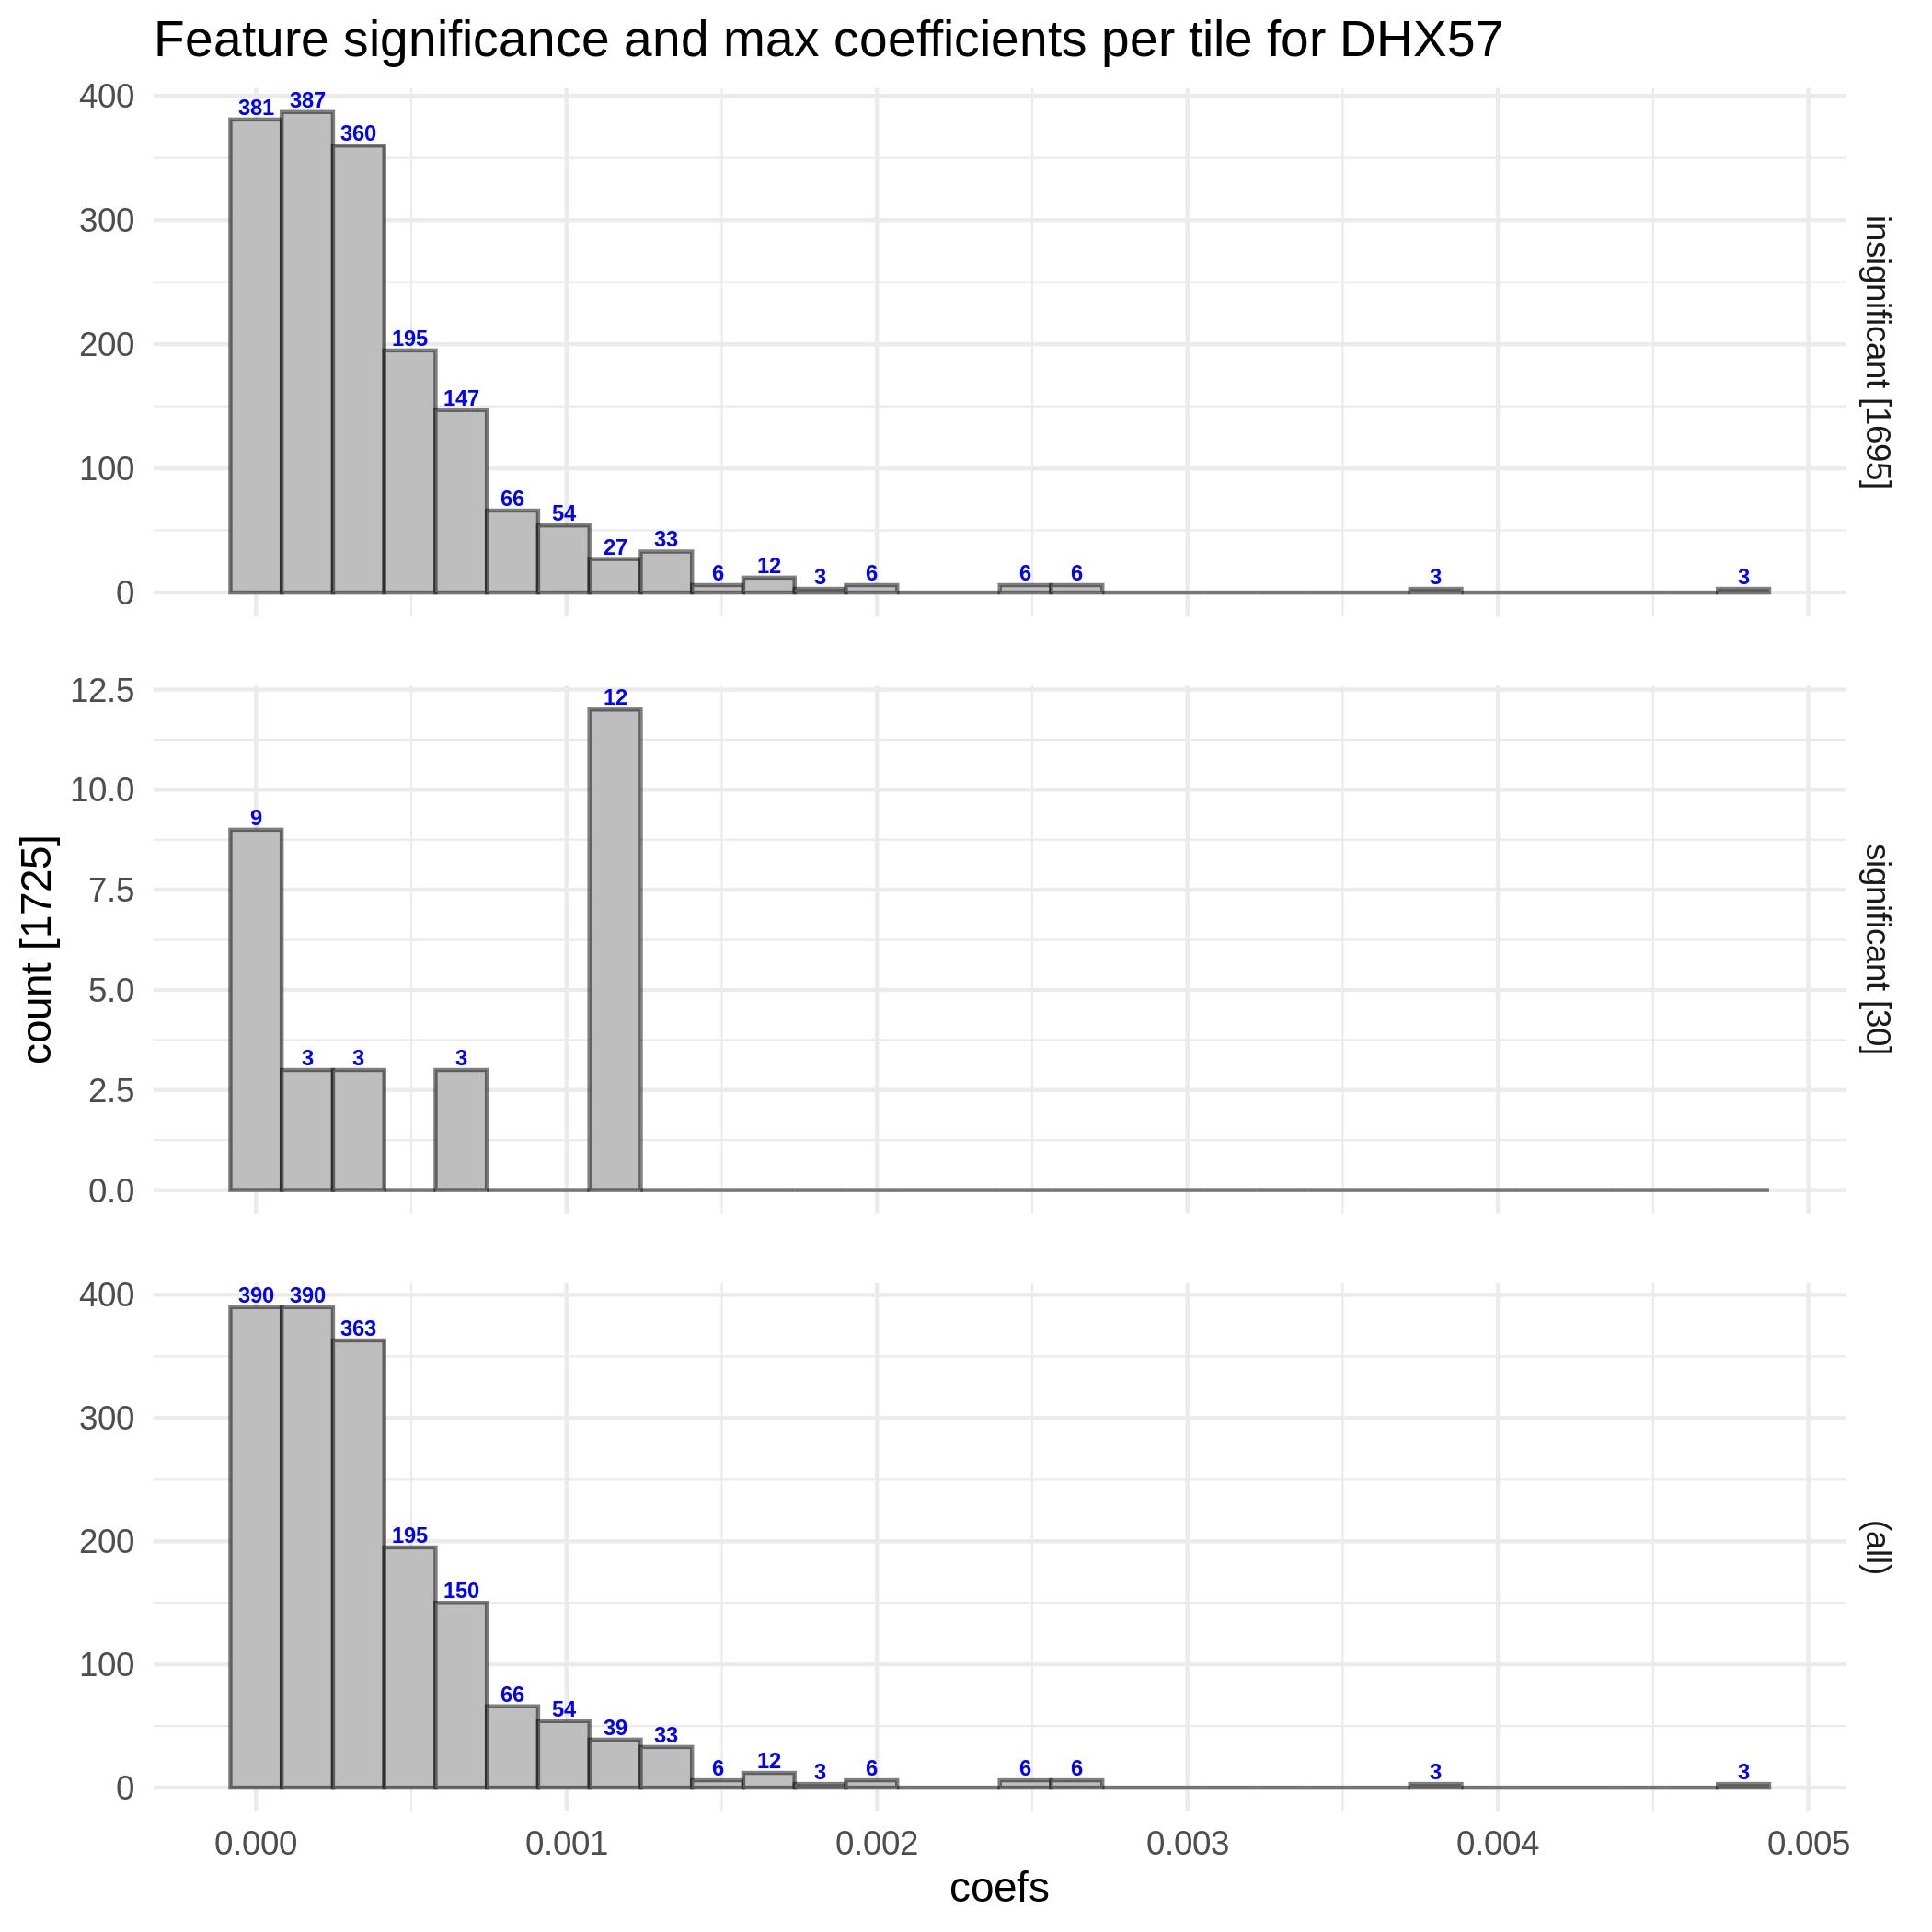 Feature significance and max coefficients per tile for DHX57
400
300
200
100
0
381 387 360 195 147 66 54 27 33 6 12 3 6 6 6 3 3
insignificant [1695]
count [1725]
12.5
10.0
7.5
5.0
2.5
0.0
9 3 3 3 12
significant [30]
400
300
200
100
0
390 390 363 195 150 66 54 39 33 6 12 3 6 6 6 3 3
(all)
0.000 0.001 0.002 0.003 0.004 0.005
coefs